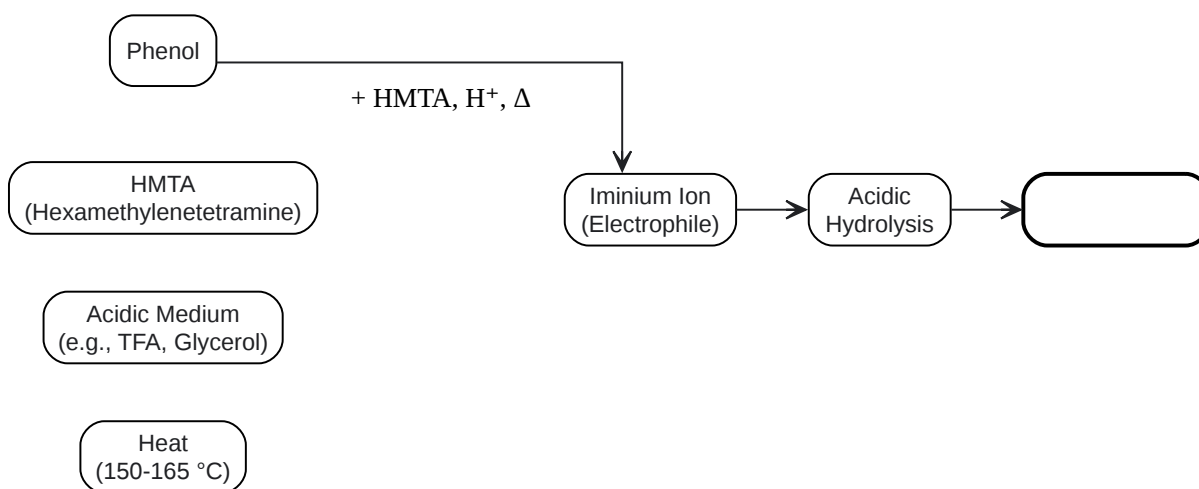 Phenol
+ HMTA, H⁺, Δ
HMTA
(Hexamethylenetetramine)
Iminium Ion
(Electrophile)
Acidic
Hydrolysis
Acidic Medium
(e.g., TFA, Glycerol)
Heat
(150-165 °C)